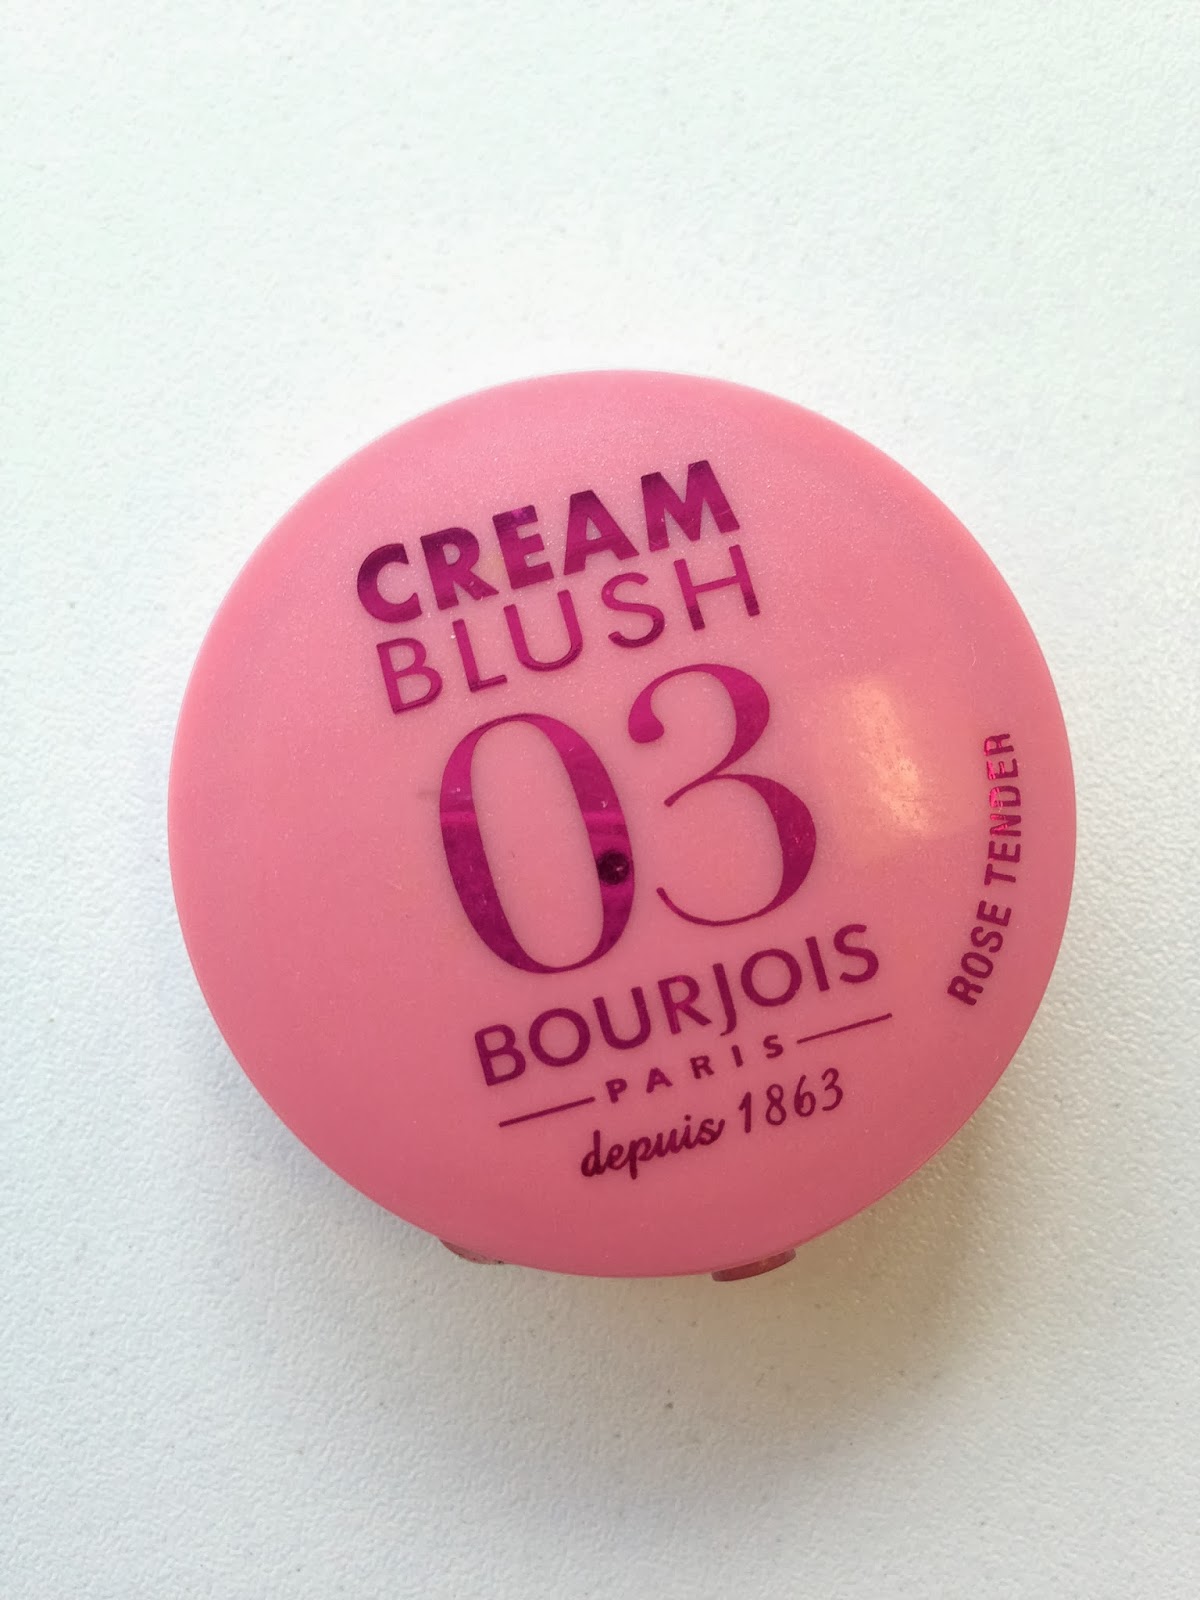 CREAM
BLUSH
03
BOURJOIS
PARIS
depuis 1863
ROSE TENDER